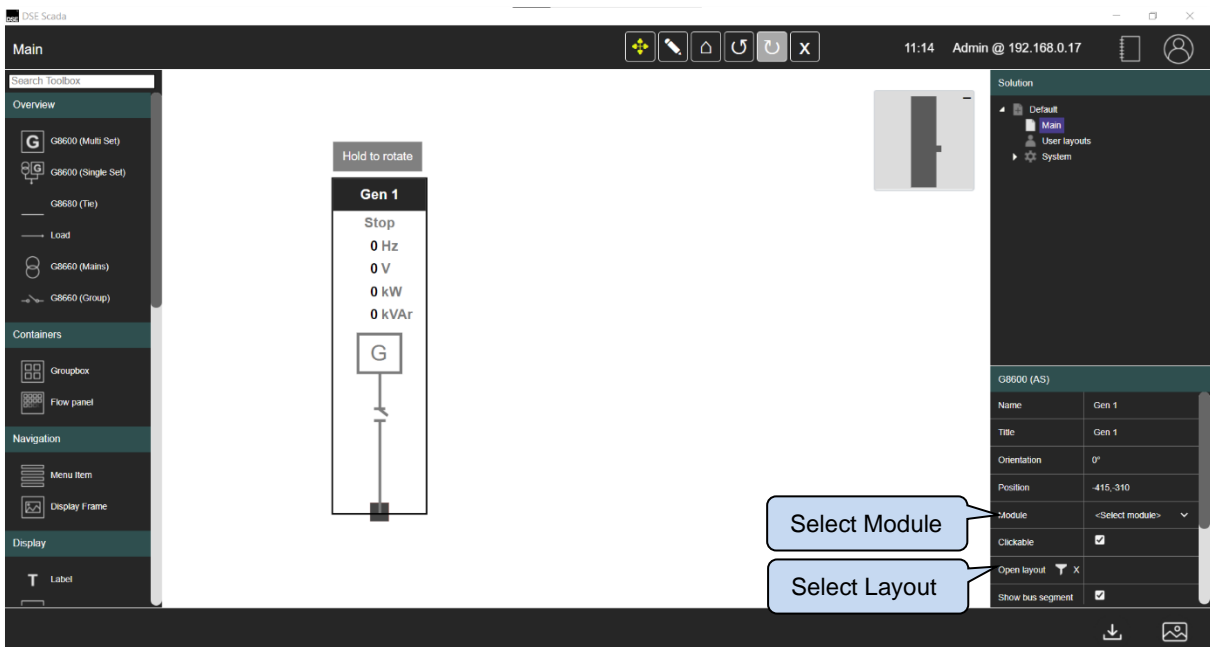 DSE DSE Scada
Main
X
11:14 Admin @ 192.168.0.17
Search Toolbox
Overview
G G8600 (Multi Set)
G G8600 (Single Set)
G8680 (Tie)
Load
G8660 (Mains)
G8660 (Group)
Containers
Groupbox
Flow panel
Navigation
Menu Item
Display Frame
Display
T Label
Hold to rotate
Gen 1
Stop
0 Hz
0 V
0 kW
0 kVAr
G
Solution
Default
Main
User layouts
System
G8600 (AS)
Name Gen 1
Title Gen 1
Orientation 0°
Position -415,-310
Module <Select module>
Clickable
Open layout X
Show bus segment
Select Module
Select Layout